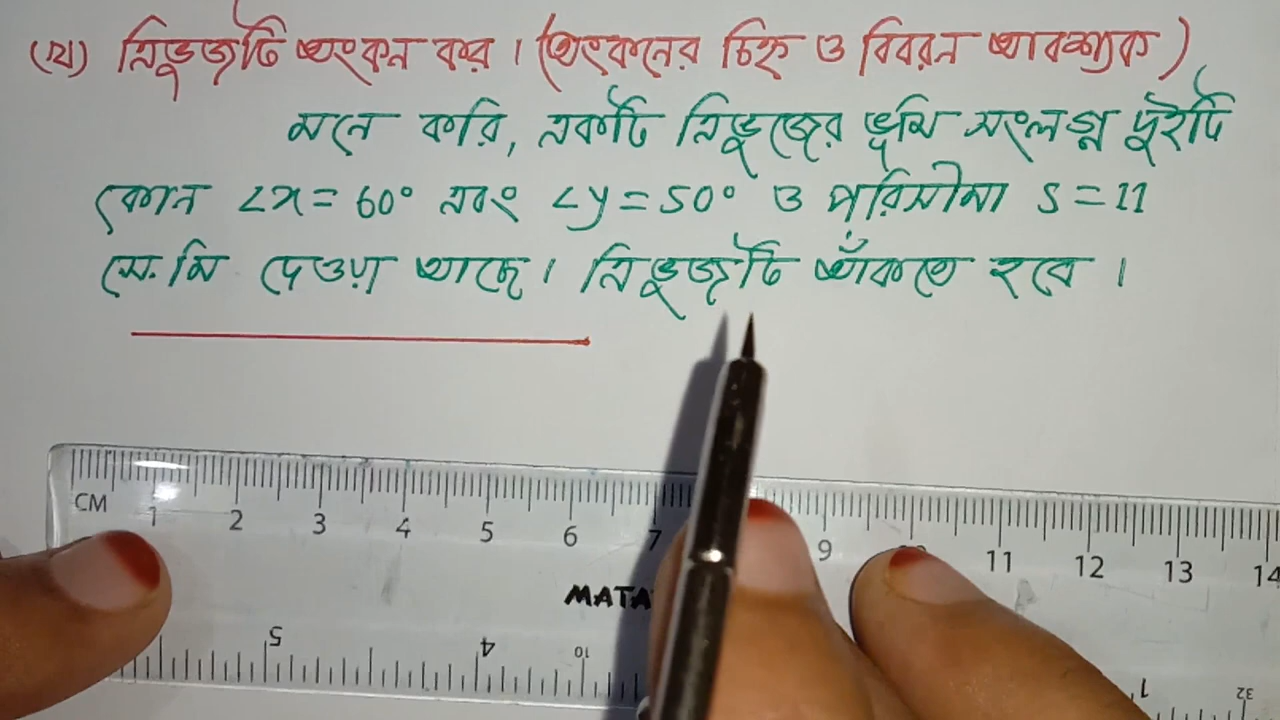 (খ) ত্রিভুজটি অংকন কর। (অংকনের চিহ্ন ও বিবরন আবশ্যক)
মনে করি, একটি ত্রিভুজের ভূমি সংলগ্ন দুইটি
কোন ∠x = 60° এবং ∠y = 50° ও পরিসীমা s = 11
সে.মি দেওয়া আছে। ত্রিভুজটি আঁকতে হবে।
CM 1 2 3 4 5 6 7 9 11 12 13 14
MATA
5 4 10 1 32